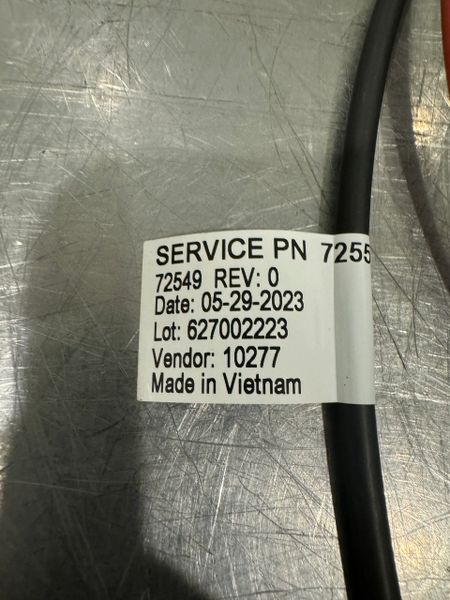 SERVICE PN 7255
72549 REV: 0
Date: 05-29-2023
Lot: 627002223
Vendor: 10277
Made in Vietnam